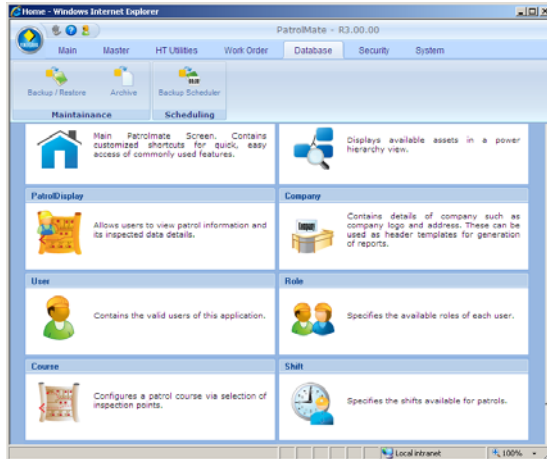 Home - Windows Internet Explorer
PatrolMate - R3.00.00
Main Master HT Utilities Work Order Database Security System
Backup / Restore Archive Backup Scheduler
Maintainance Scheduling
Main Patrolmate Screen. Contains
customized shortcuts for quick, easy
access of commonly used features.
Displays available assets in a power
hierarchy view.
PatrolDisplay
Allows users to view patrol information and
its inspected data details.
Company
Company
Contains details of company such as
company logo and address. These can be
used as header templates for generation
of reports.
User
Contains the valid users of this application.
Role
Specifies the available roles of each user.
Course
Configures a patrol course via selection of
inspection points.
Shift
Specifies the shifts available for patrols.
Local intranet 100%